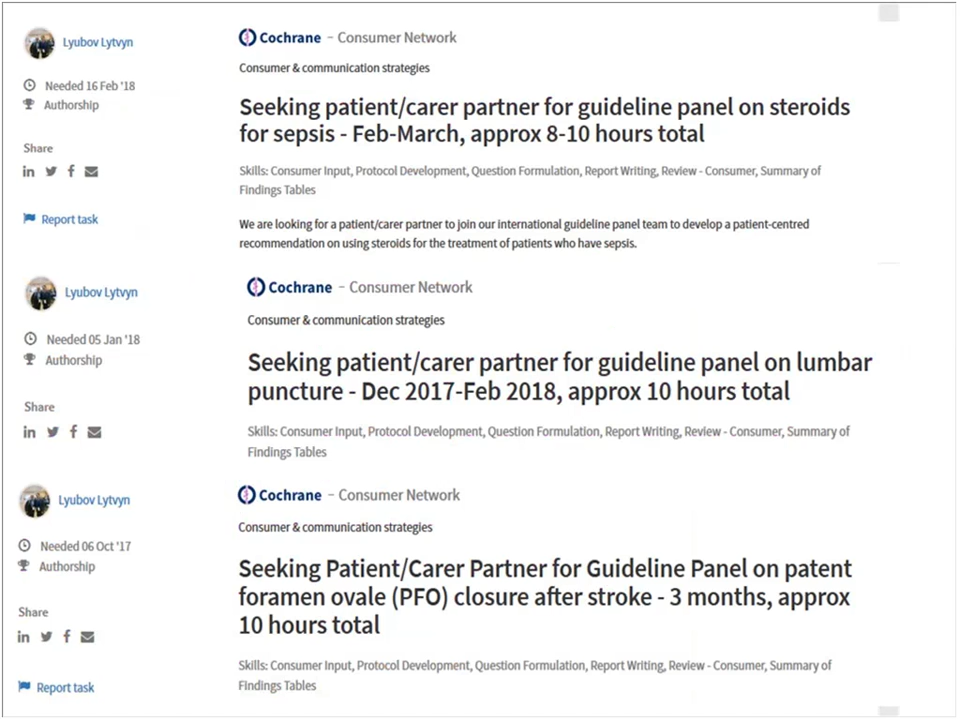 Lyubov Lytvyn
Needed 16 Feb '18
Authorship
Share
Report task
Cochrane – Consumer Network
Consumer & communication strategies
Seeking patient/carer partner for guideline panel on steroids
for sepsis - Feb-March, approx 8-10 hours total
Skills: Consumer Input, Protocol Development, Question Formulation, Report Writing, Review - Consumer, Summary of
Findings Tables
We are looking for a patient/carer partner to join our international guideline panel team to develop a patient-centred
recommendation on using steroids for the treatment of patients who have sepsis.
Lyubov Lytvyn
Needed 05 Jan '18
Authorship
Share
Cochrane – Consumer Network
Consumer & communication strategies
Seeking patient/carer partner for guideline panel on lumbar
puncture - Dec 2017-Feb 2018, approx 10 hours total
Skills: Consumer Input, Protocol Development, Question Formulation, Report Writing, Review - Consumer, Summary of
Findings Tables
Lyubov Lytvyn
Needed 06 Oct '17
Authorship
Share
Report task
Cochrane – Consumer Network
Consumer & communication strategies
Seeking Patient/Carer Partner for Guideline Panel on patent
foramen ovale (PFO) closure after stroke - 3 months, approx
10 hours total
Skills: Consumer Input, Protocol Development, Question Formulation, Report Writing, Review - Consumer, Summary of
Findings Tables